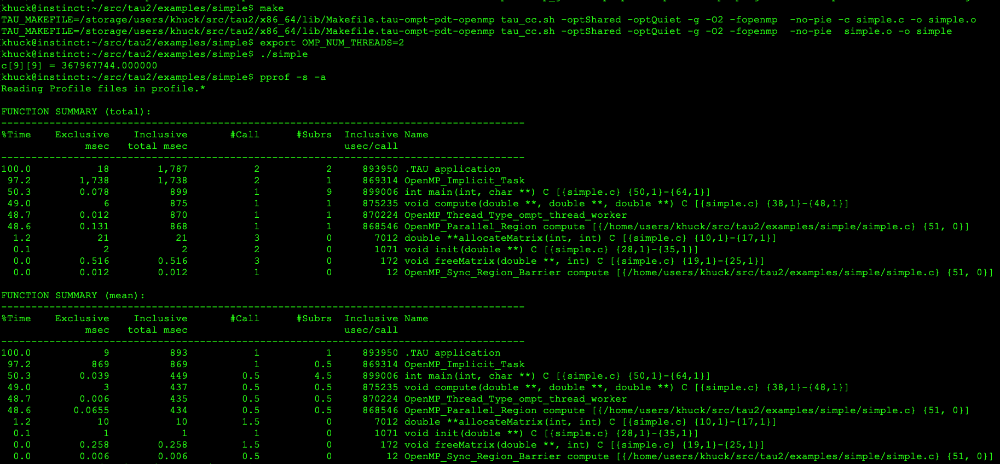 khuck@instinct:~/src/tau2/examples/simple$ make
TAU_MAKEFILE=/storage/users/khuck/src/tau2/x86_64/lib/Makefile.tau-ompt-pdt-openmp tau_cc.sh -optShared -optQuiet -g -O2 -fopenmp  -no-pie -c simple.c -o simple.o
TAU_MAKEFILE=/storage/users/khuck/src/tau2/x86_64/lib/Makefile.tau-ompt-pdt-openmp tau_cc.sh -optShared -optQuiet -g -O2 -fopenmp  -no-pie  simple.o -o simple
khuck@instinct:~/src/tau2/examples/simple$ export OMP_NUM_THREADS=2
khuck@instinct:~/src/tau2/examples/simple$ ./simple
c[9][9] = 367967744.000000
khuck@instinct:~/src/tau2/examples/simple$ pprof -s -a
Reading Profile files in profile.*
FUNCTION SUMMARY (total):
---------------------------------------------------------------------------------------
%Time    Exclusive    Inclusive       #Call      #Subrs  Inclusive Name
              msec   total msec                          usec/call
---------------------------------------------------------------------------------------
100.0           18        1,787           2           2     893950 .TAU application
 97.2        1,738        1,738           2           1     869314 OpenMP_Implicit_Task
 50.3        0.078          899           1           9     899006 int main(int, char **) C [{simple.c} {50,1}-{64,1}]
 49.0            6          875           1           1     875235 void compute(double **, double **, double **) C [{simple.c} {38,1}-{48,1}]
 48.7        0.012          870           1           1     870224 OpenMP_Thread_Type_ompt_thread_worker
 48.6        0.131          868           1           1     868546 OpenMP_Parallel_Region compute [{/home/users/khuck/src/tau2/examples/simple/simple.c} {51, 0}]
  1.2           21           21           3           0       7012 double **allocateMatrix(int, int) C [{simple.c} {10,1}-{17,1}]
  0.1            2            2           2           0       1071 void init(double **) C [{simple.c} {28,1}-{35,1}]
  0.0        0.516        0.516           3           0        172 void freeMatrix(double **, int) C [{simple.c} {19,1}-{25,1}]
  0.0        0.012        0.012           1           0         12 OpenMP_Sync_Region_Barrier compute [{/home/users/khuck/src/tau2/examples/simple/simple.c} {51, 0}]
FUNCTION SUMMARY (mean):
---------------------------------------------------------------------------------------
%Time    Exclusive    Inclusive       #Call      #Subrs  Inclusive Name
              msec   total msec                          usec/call
---------------------------------------------------------------------------------------
100.0            9          893           1           1     893950 .TAU application
 97.2          869          869           1         0.5     869314 OpenMP_Implicit_Task
 50.3        0.039          449         0.5         4.5     899006 int main(int, char **) C [{simple.c} {50,1}-{64,1}]
 49.0            3          437         0.5         0.5     875235 void compute(double **, double **, double **) C [{simple.c} {38,1}-{48,1}]
 48.7        0.006          435         0.5         0.5     870224 OpenMP_Thread_Type_ompt_thread_worker
 48.6       0.0655          434         0.5         0.5     868546 OpenMP_Parallel_Region compute [{/home/users/khuck/src/tau2/examples/simple/simple.c} {51, 0}]
  1.2           10           10         1.5           0       7012 double **allocateMatrix(int, int) C [{simple.c} {10,1}-{17,1}]
  0.1            1            1           1           0       1071 void init(double **) C [{simple.c} {28,1}-{35,1}]
  0.0        0.258        0.258         1.5           0        172 void freeMatrix(double **, int) C [{simple.c} {19,1}-{25,1}]
  0.0        0.006        0.006         0.5           0         12 OpenMP_Sync_Region_Barrier compute [{/home/users/khuck/src/tau2/examples/simple/simple.c} {51, 0}]